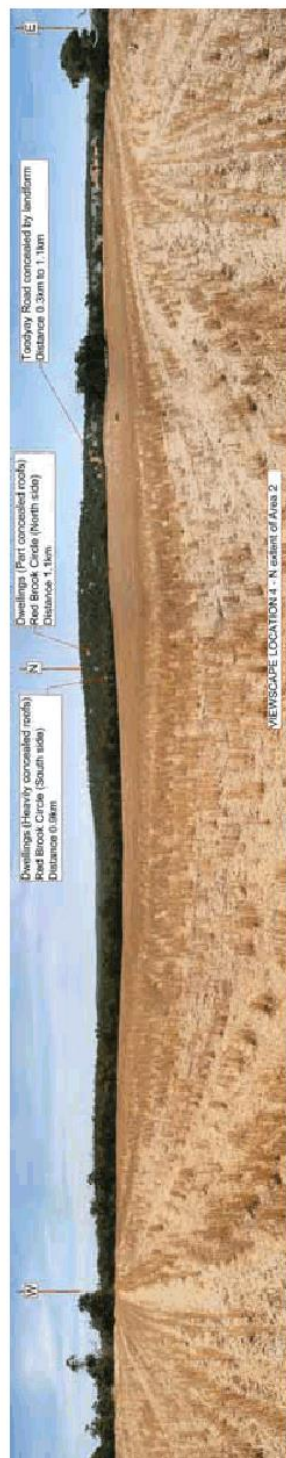 W
Dwellings (Heavily concealed roofs)
Red Brook Circle (South side)
Distance 0.9km
N
Dwellings (Part concealed roofs)
Red Brook Circle (North side)
Distance 1.1km
Toodyay Road concealed by landform
Distance 0.3km to 1.1km
E
VIEWSCAPE LOCATION 4 - N extent of Area 2